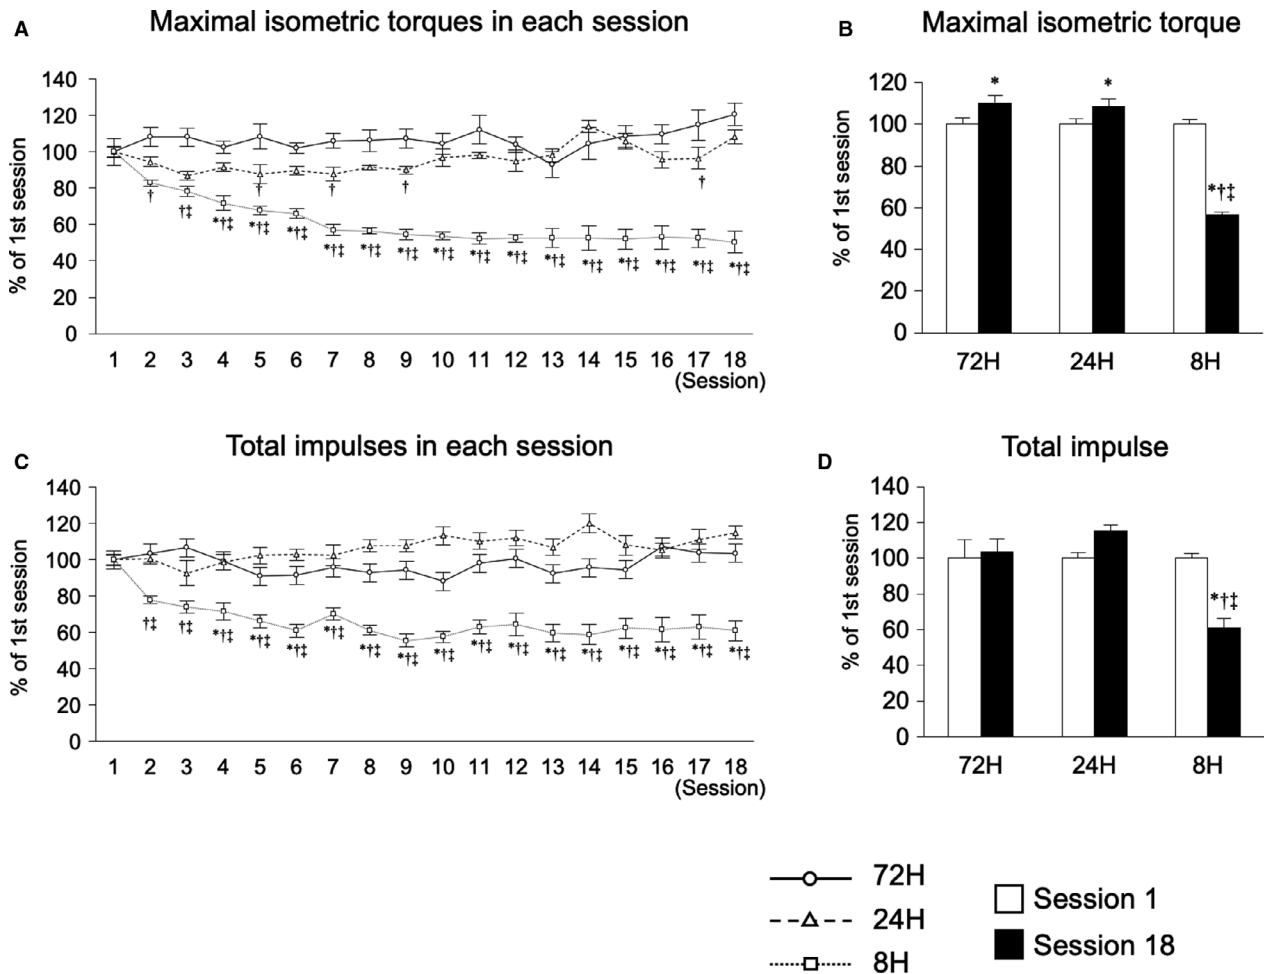 A
Maximal isometric torques in each session
% of 1st session
140
120
100
80
60
40
20
0
†
†‡
*†‡
†
*†‡
*†‡
†
*†‡
*†‡
†
*†‡
*†‡
*†‡
*†‡
*†‡
*†‡
*†‡
*†‡
†
*†‡
*†‡
1 2 3 4 5 6 7 8 9 10 11 12 13 14 15 16 17 18
(Session)
B
Maximal isometric torque
% of 1st session
120
100
80
60
40
20
0
* * *†‡
72H 24H 8H
C
Total impulses in each session
% of 1st session
140
120
100
80
60
40
20
0
†‡ †‡ *†‡ *†‡ *†‡ *†‡ *†‡ *†‡ *†‡ *†‡ *†‡ *†‡ *†‡ *†‡ *†‡ *†‡ *†‡
1 2 3 4 5 6 7 8 9 10 11 12 13 14 15 16 17 18
(Session)
D
Total impulse
% of 1st session
140
120
100
80
60
40
20
0
*†‡
72H 24H 8H
72H
24H
8H
Session 1
Session 18